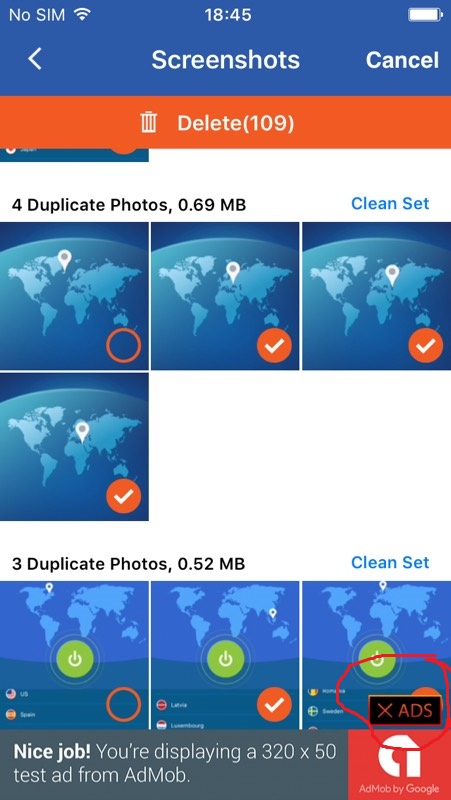 No SIM 18:45
Screenshots Cancel
Delete(109)
Japan
4 Duplicate Photos, 0.69 MB Clean Set
3 Duplicate Photos, 0.52 MB Clean Set
US
Spain
Latvia
Luxembourg
Romania
Sweden
X ADS
Nice job! You're displaying a 320 x 50
test ad from AdMob.
AdMob by Google